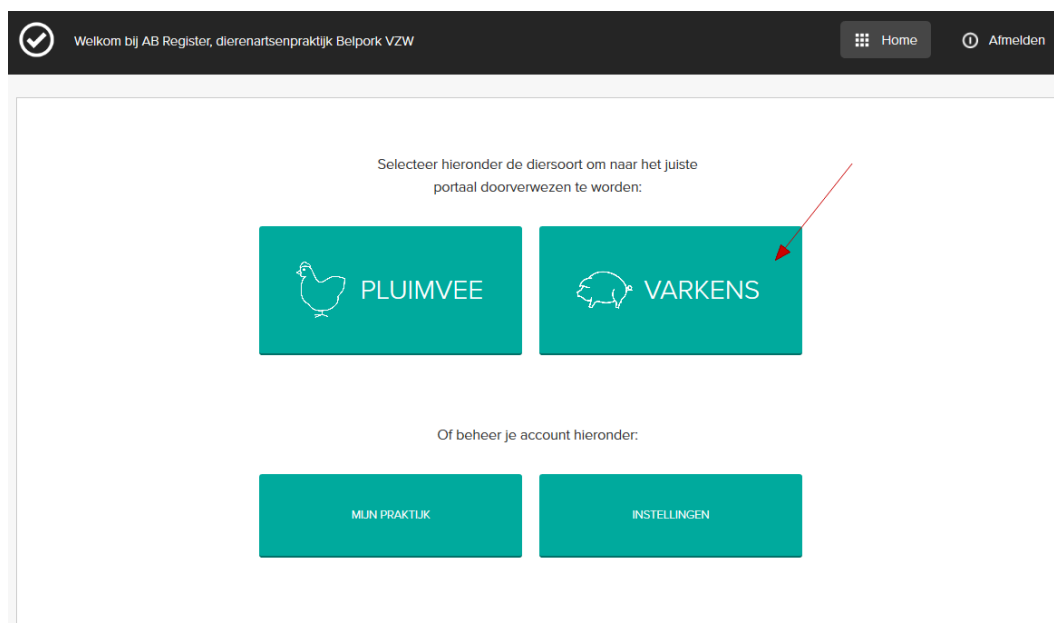 Welkom bij AB Register, dierenartsenpraktijk Belpork VZW
Home
Afmelden
Selecteer hieronder de diersoort om naar het juiste
portaal doorverwezen te worden:
PLUIMVEE
VARKENS
Of beheer je account hieronder:
MIJN PRAKTIJK
INSTELLINGEN